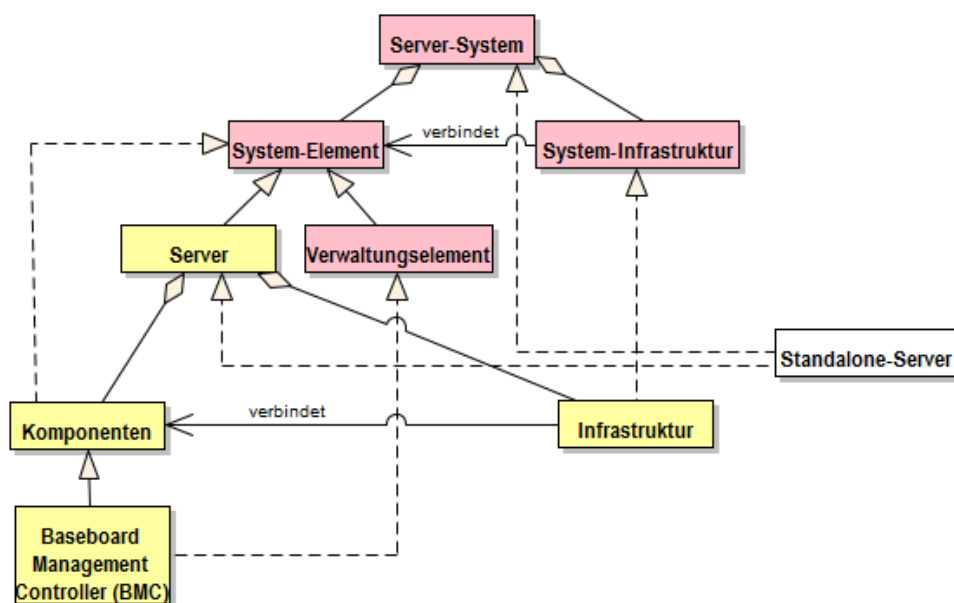 Server-System
verbindet
System-Element
System-Infrastruktur
Server
Verwaltungselement
Standalone-Server
verbindet
Komponenten
Infrastruktur
Baseboard
Management
Controller (BMC)